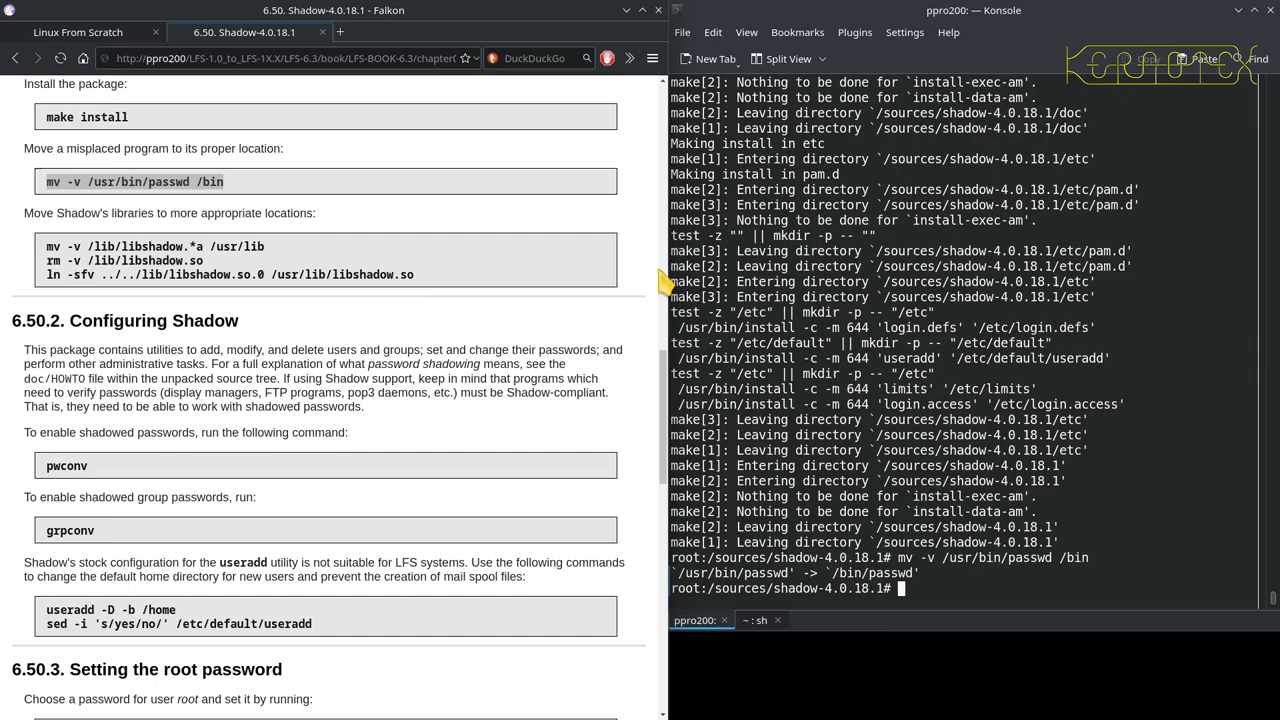 6.50. Shadow-4.0.18.1 - Falkon
Linux From Scratch
6.50. Shadow-4.0.18.1
http://ppro200/LFS-1.0_to_LFS-1X.X/LFS-6.3/book/LFS-BOOK-6.3/chapter0
DuckDuckGo
Install the package:
make install
Move a misplaced program to its proper location:
mv -v /usr/bin/passwd /bin
Move Shadow's libraries to more appropriate locations:
mv -v /lib/libshadow.*a /usr/lib
rm -v /lib/libshadow.so
ln -sfv ../../lib/libshadow.so.0 /usr/lib/libshadow.so
6.50.2. Configuring Shadow
This package contains utilities to add, modify, and delete users and groups; set and change their passwords; and
perform other administrative tasks. For a full explanation of what password shadowing means, see the
doc/HOWTO file within the unpacked source tree. If using Shadow support, keep in mind that programs which
need to verify passwords (display managers, FTP programs, pop3 daemons, etc.) must be Shadow-compliant.
That is, they need to be able to work with shadowed passwords.
To enable shadowed passwords, run the following command:
pwconv
To enable shadowed group passwords, run:
grpconv
Shadow's stock configuration for the useradd utility is not suitable for LFS systems. Use the following commands
to change the default home directory for new users and prevent the creation of mail spool files:
useradd -D -b /home
sed -i 's/yes/no/' /etc/default/useradd
6.50.3. Setting the root password
Choose a password for user root and set it by running:
ppro200: — Konsole
File Edit View Bookmarks Plugins Settings Help
New Tab Split View Copy Paste Find
make[2]: Nothing to be done for `install-exec-am'.
make[2]: Nothing to be done for `install-data-am'.
make[2]: Leaving directory `/sources/shadow-4.0.18.1/doc'
make[1]: Leaving directory `/sources/shadow-4.0.18.1/doc'
Making install in etc
make[1]: Entering directory `/sources/shadow-4.0.18.1/etc'
Making install in pam.d
make[2]: Entering directory `/sources/shadow-4.0.18.1/etc/pam.d'
make[3]: Entering directory `/sources/shadow-4.0.18.1/etc/pam.d'
make[3]: Nothing to be done for `install-exec-am'.
test -z "" || mkdir -p -- ""
make[3]: Leaving directory `/sources/shadow-4.0.18.1/etc/pam.d'
make[2]: Leaving directory `/sources/shadow-4.0.18.1/etc/pam.d'
make[2]: Entering directory `/sources/shadow-4.0.18.1/etc'
make[3]: Entering directory `/sources/shadow-4.0.18.1/etc'
test -z "/etc" || mkdir -p -- "/etc"
/usr/bin/install -c -m 644 'login.defs' '/etc/login.defs'
test -z "/etc/default" || mkdir -p -- "/etc/default"
/usr/bin/install -c -m 644 'useradd' '/etc/default/useradd'
test -z "/etc" || mkdir -p -- "/etc"
/usr/bin/install -c -m 644 'limits' '/etc/limits'
/usr/bin/install -c -m 644 'login.access' '/etc/login.access'
make[3]: Leaving directory `/sources/shadow-4.0.18.1/etc'
make[2]: Leaving directory `/sources/shadow-4.0.18.1/etc'
make[1]: Leaving directory `/sources/shadow-4.0.18.1/etc'
make[1]: Entering directory `/sources/shadow-4.0.18.1'
make[2]: Entering directory `/sources/shadow-4.0.18.1'
make[2]: Nothing to be done for `install-exec-am'.
make[2]: Nothing to be done for `install-data-am'.
make[2]: Leaving directory `/sources/shadow-4.0.18.1'
make[1]: Leaving directory `/sources/shadow-4.0.18.1'
root:/sources/shadow-4.0.18.1# mv -v /usr/bin/passwd /bin
`/usr/bin/passwd' -> `/bin/passwd'
root:/sources/shadow-4.0.18.1#
ppro200:
~ : sh